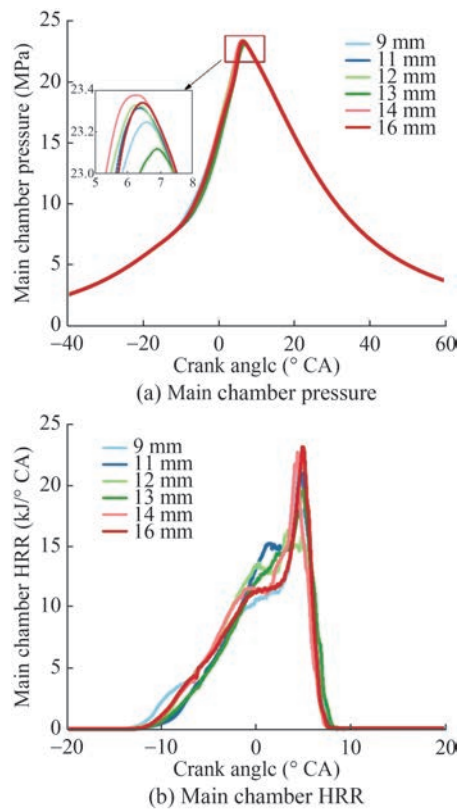 25
20
15
10
5
0
Main chamber pressure (MPa)
9 mm
11 mm
12 mm
13 mm
14 mm
16 mm
23.4
23.2
23.0
5 6 7 8
−40 −20 0 20 40 60
Crank anglc (° CA)
(a) Main chamber pressure
25
20
15
10
5
0
Main chamber HRR (kJ/° CA)
9 mm
11 mm
12 mm
13 mm
14 mm
16 mm
−20 −10 0 10 20
Crank anglc (° CA)
(b) Main chamber HRR